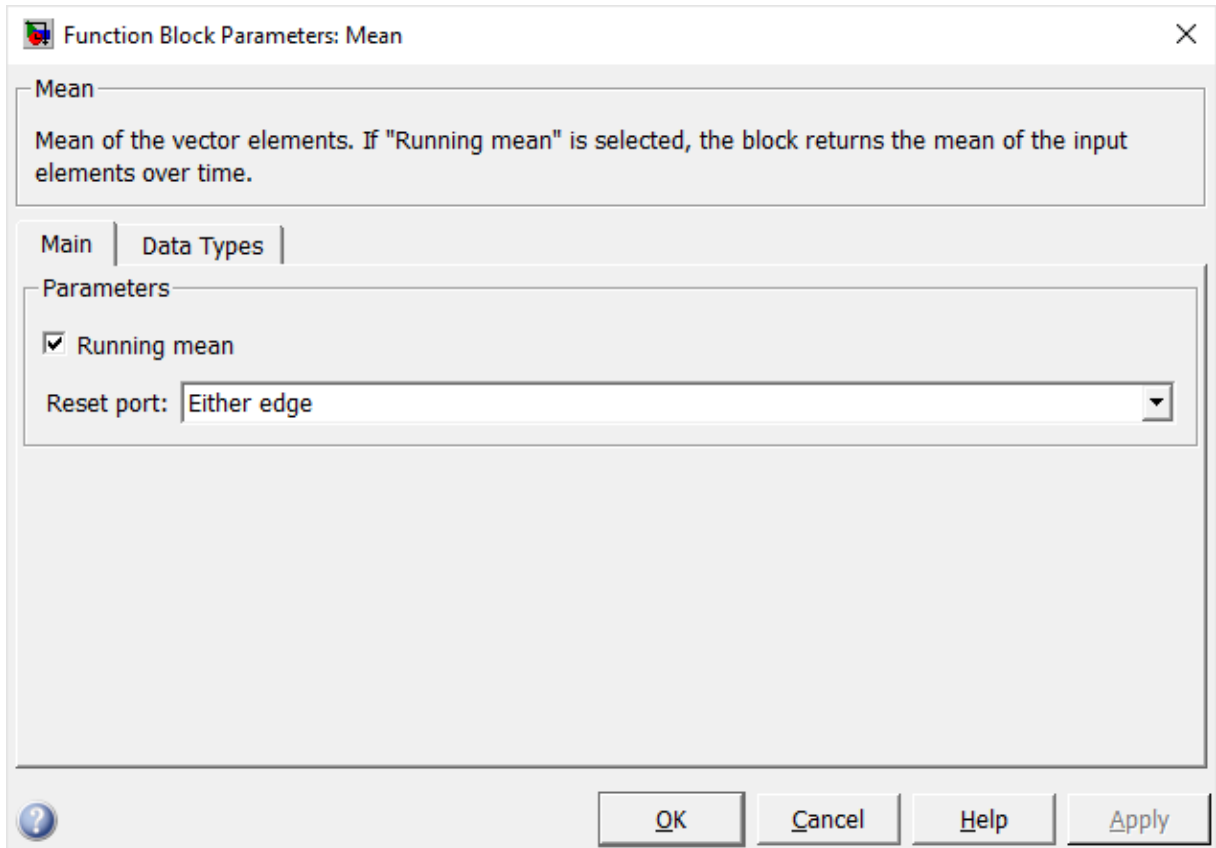 Function Block Parameters: Mean
Mean
Mean of the vector elements. If "Running mean" is selected, the block returns the mean of the input
elements over time.
Main
Data Types
Parameters
Running mean
Reset port: Either edge
?
OK
Cancel
Help
Apply